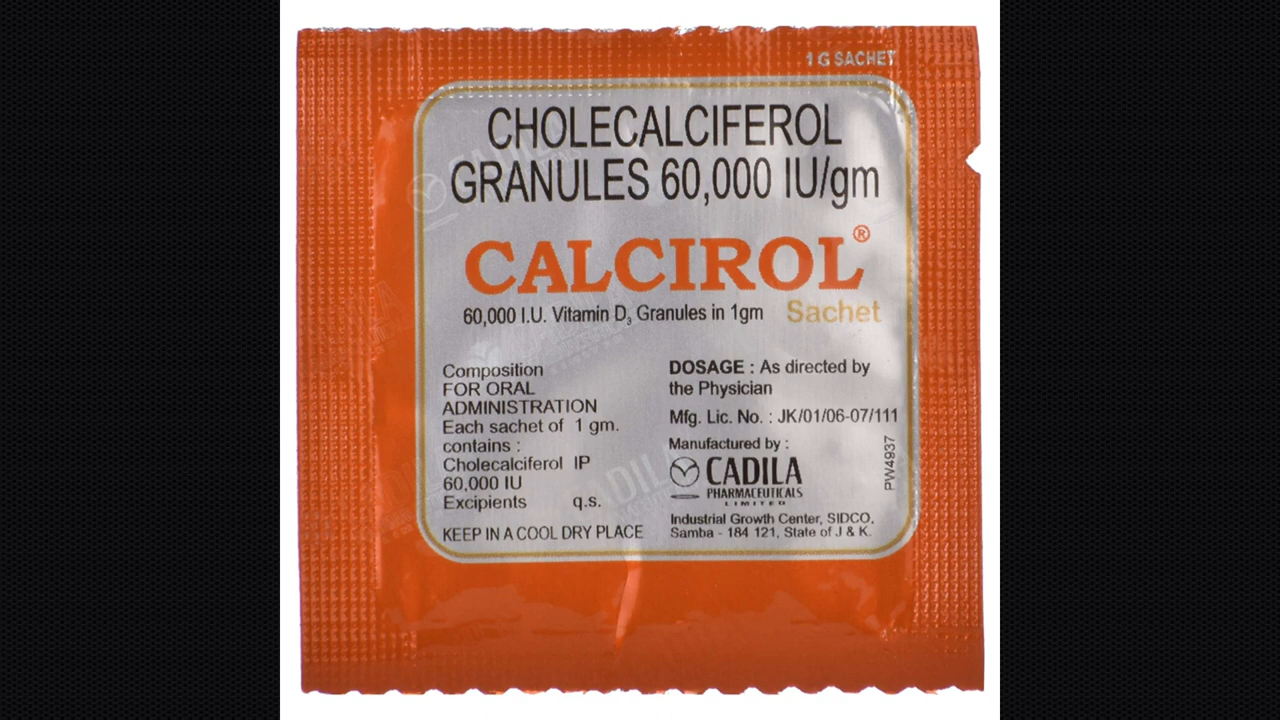 1 G SACHET
CHOLECALCIFEROL
GRANULES 60,000 IU/gm
CALCIROL®
60,000 I.U. Vitamin D₃ Granules in 1gm Sachet
Composition
FOR ORAL
ADMINISTRATION
Each sachet of 1 gm.
contains :
Cholecalciferol IP
60,000 IU
Excipients q.s.
KEEP IN A COOL DRY PLACE
DOSAGE : As directed by
the Physician
Mfg. Lic. No. : JK/01/06-07/111
Manufactured by :
CADILA
PHARMACEUTICALS
LIMITED
Industrial Growth Center, SIDCO,
Samba - 184 121, State of J & K.
PW4937